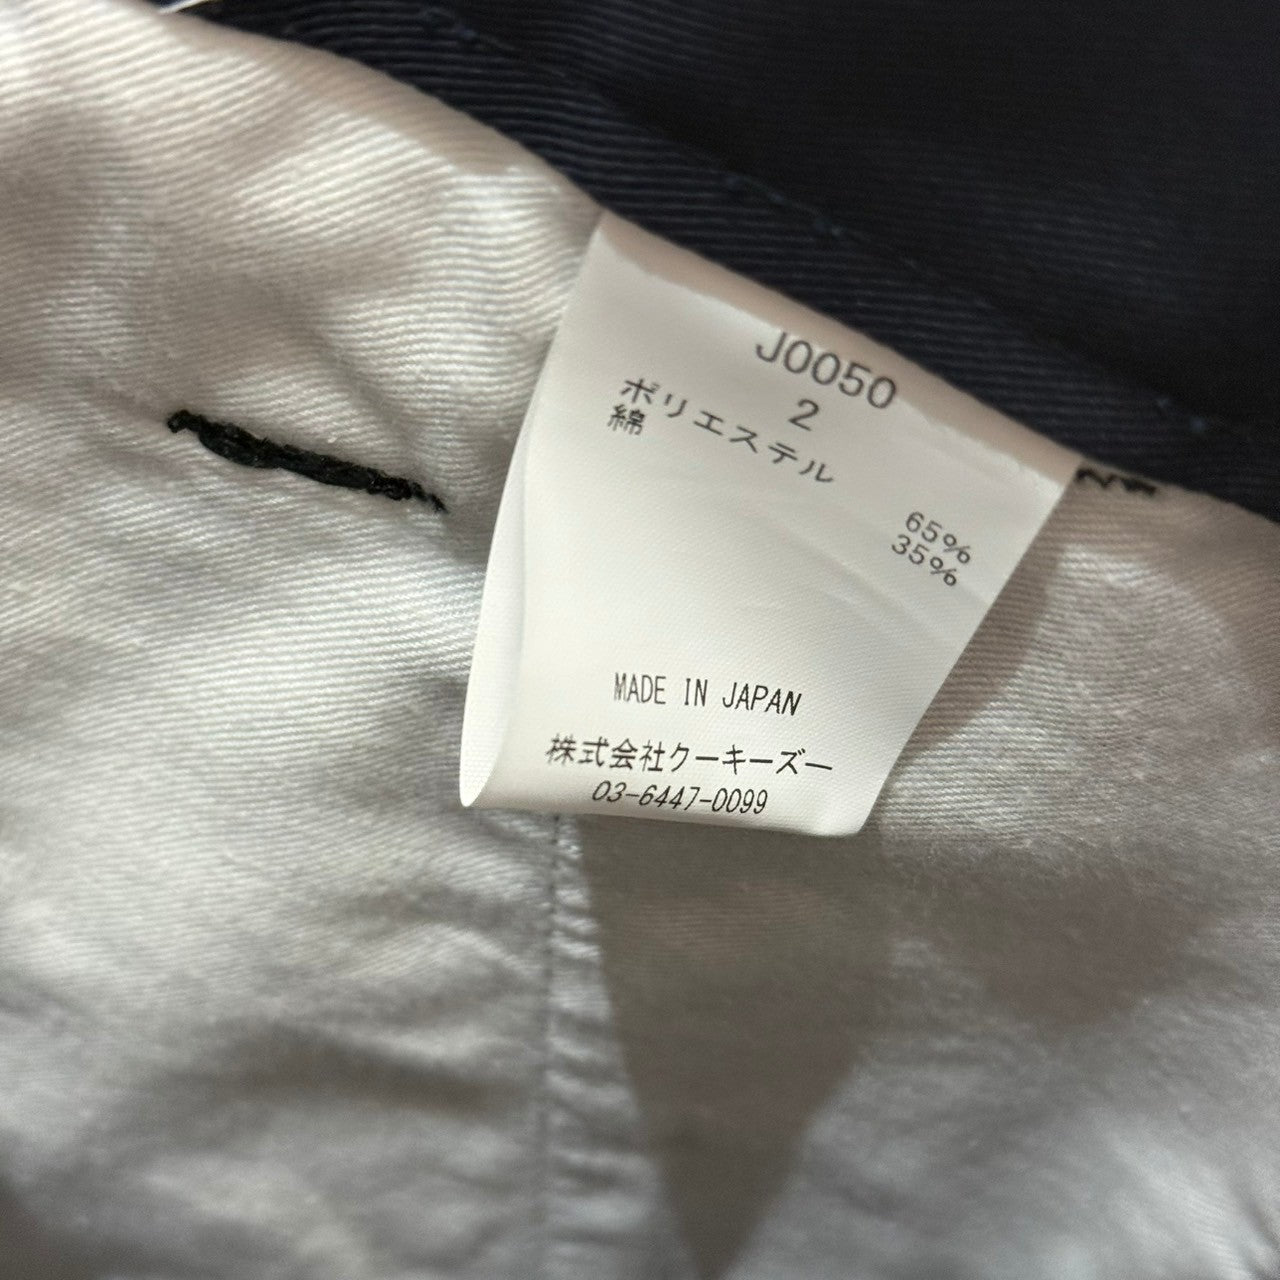 J0050
2
ポリエステル 65%
綿 35%
MADE IN JAPAN
株式会社クーキーズー
03-6447-0099